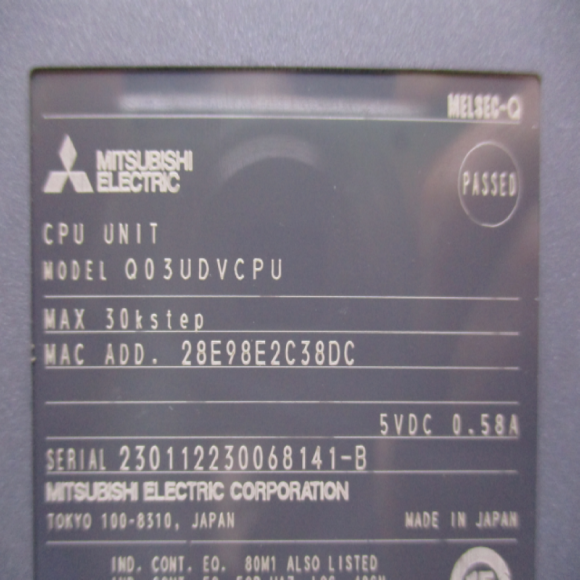 MELSEC-Q
MITSUBISHI
ELECTRIC
PASSED
CPU UNIT
MODEL Q03UDVCPU
MAX 30kstep
MAC ADD. 28E98E2C38DC
5VDC 0.58A
SERIAL 230112230068141-B
MITSUBISHI ELECTRIC CORPORATION
TOKYO 100-8310, JAPAN MADE IN JAPAN
IND. CONT. EQ. 80M1 ALSO LISTED